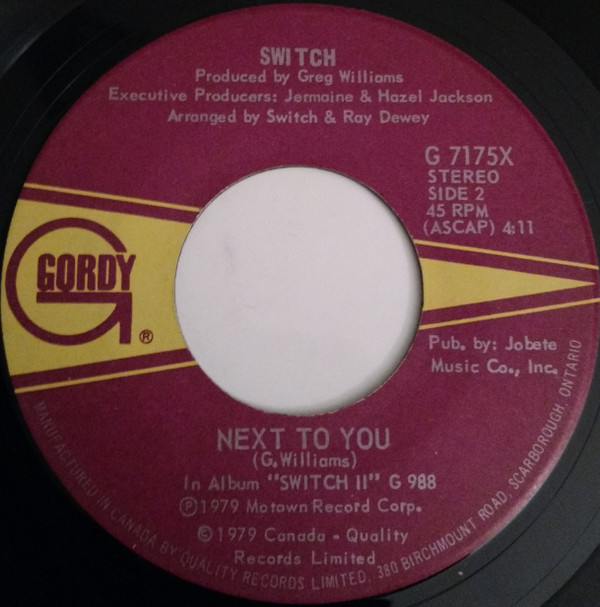 SWITCH
Produced by Greg Williams
Executive Producers: Jermaine & Hazel Jackson
Arranged by Switch & Ray Dewey
G 7175X
STEREO
SIDE 2
45 RPM
(ASCAP) 4:11
GORDY
®
Pub. by: Jobete
Music Co., Inc.
NEXT TO YOU
(G. Williams)
In Album "SWITCH II" G 988
Ⓟ1979 Motown Record Corp.
©1979 Canada - Quality
Records Limited
MANUFACTURED IN CANADA BY QUALITY RECORDS LIMITED, 380 BIRCHMOUNT ROAD, SCARBOROUGH, ONTARIO